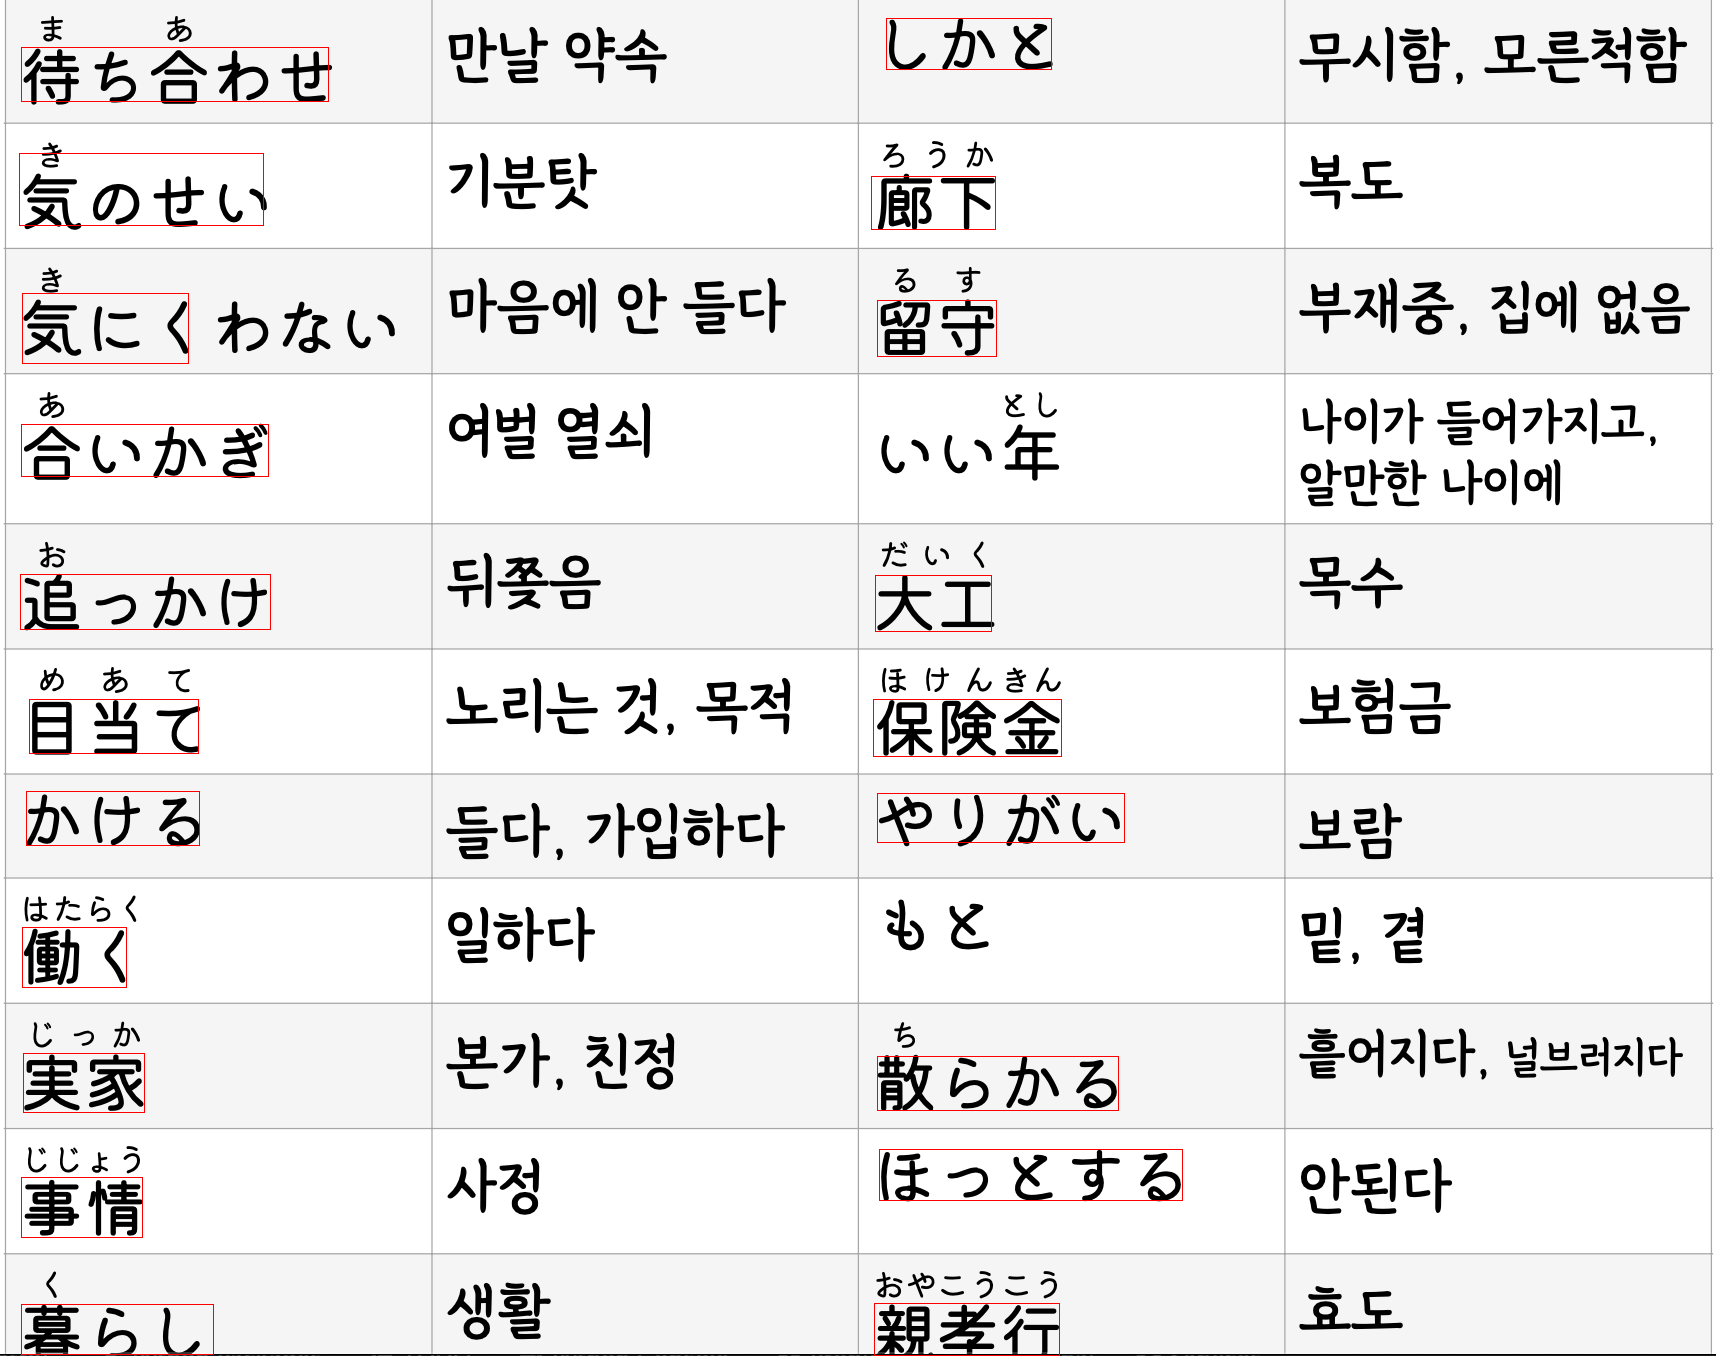 ま あ
待ち合わせ 만날 약속 しかと 무시함, 모른척함
き ろうか
気のせい 기분탓 廊下 복도
き るす
気にくわない 마음에 안 들다 留守 부재중, 집에 없음
あ とし
合いかぎ 여벌 열쇠 いい年 나이가 들어가지고,
알만한 나이에
お だいく
追っかけ 뒤쫓음 大工 목수
め あ て ほけんきん
目当て 노리는 것, 목적 保険金 보험금
かける 들다, 가입하다 やりがい 보람
はたらく
働く 일하다 もと 밑, 곁
じっか ち
実家 본가, 친정 散らかる 흩어지다, 널브러지다
じじょう
事情 사정 ほっとする 안된다
く おやこうこう
暮らし 생활 親孝行 효도